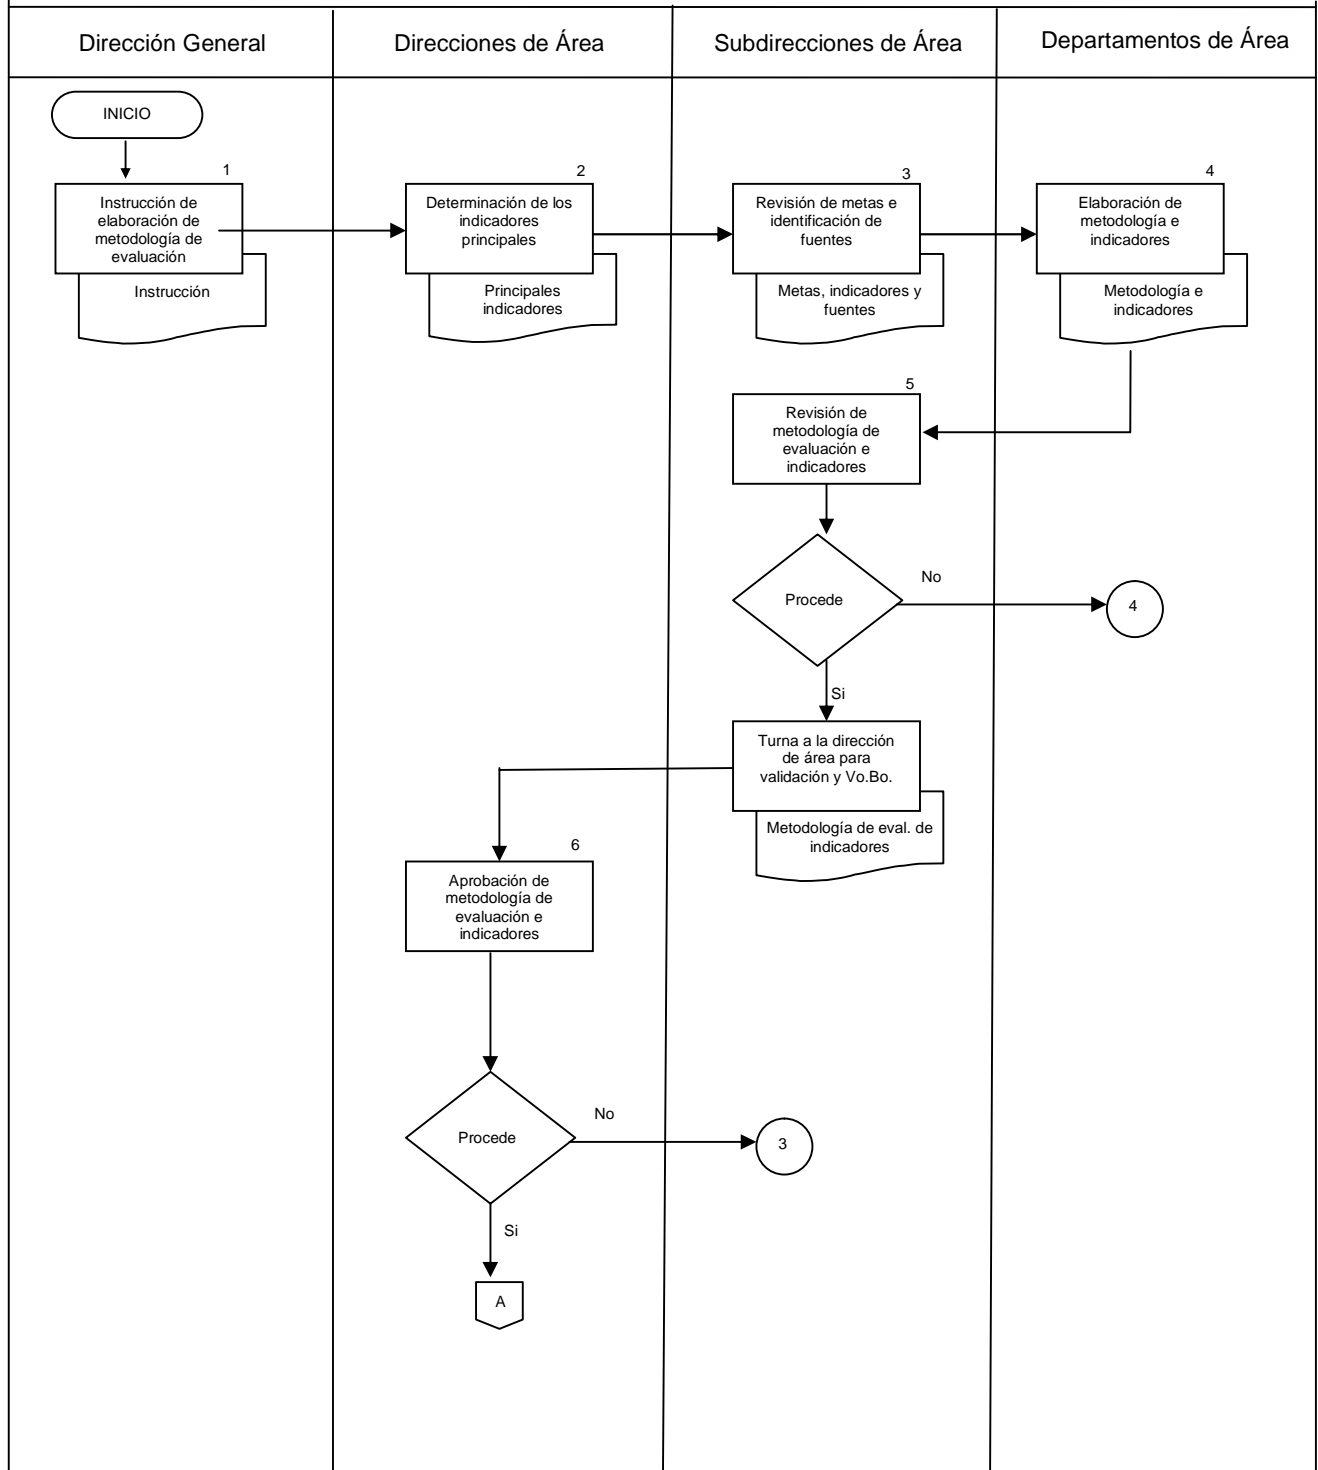 Dirección General
Direcciones de Área
Subdirecciones de Área
Departamentos de Área
INICIO
1
Instrucción de
elaboración de
metodología de
evaluación
Instrucción
2
Determinación de los
indicadores
principales
Principales
indicadores
3
Revisión de metas e
identificación de
fuentes
Metas, indicadores y
fuentes
4
Elaboración de
metodología e
indicadores
Metodología e
indicadores
5
Revisión de
metodología de
evaluación e
indicadores
Procede
No
4
Si
Turna a la dirección
de área para
validación y Vo.Bo.
Metodología de eval. de
indicadores
6
Aprobación de
metodología de
evaluación e
indicadores
Procede
No
3
Si
A